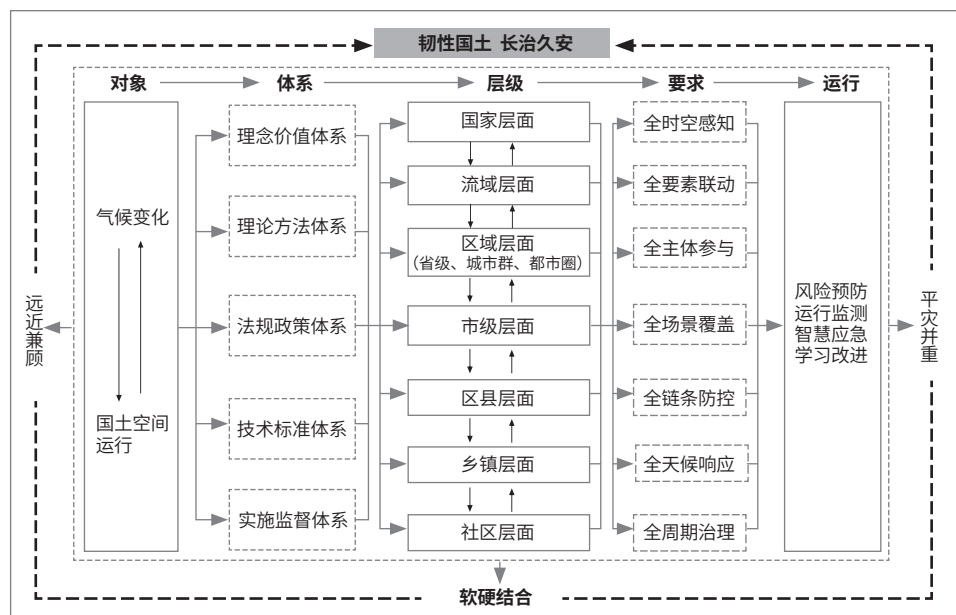 韧性国土 长治久安
对象
体系
层级
要求
运行
气候变化
国土空间
运行
理念价值体系
理论方法体系
法规政策体系
技术标准体系
实施监督体系
国家层面
流域层面
区域层面
（省级、城市群、都市圈）
市级层面
区县层面
乡镇层面
社区层面
全时空感知
全要素联动
全主体参与
全场景覆盖
全链条防控
全天候响应
全周期治理
风险预防
运行监测
智慧应急
学习改进
远近兼顾
平灾并重
软硬结合